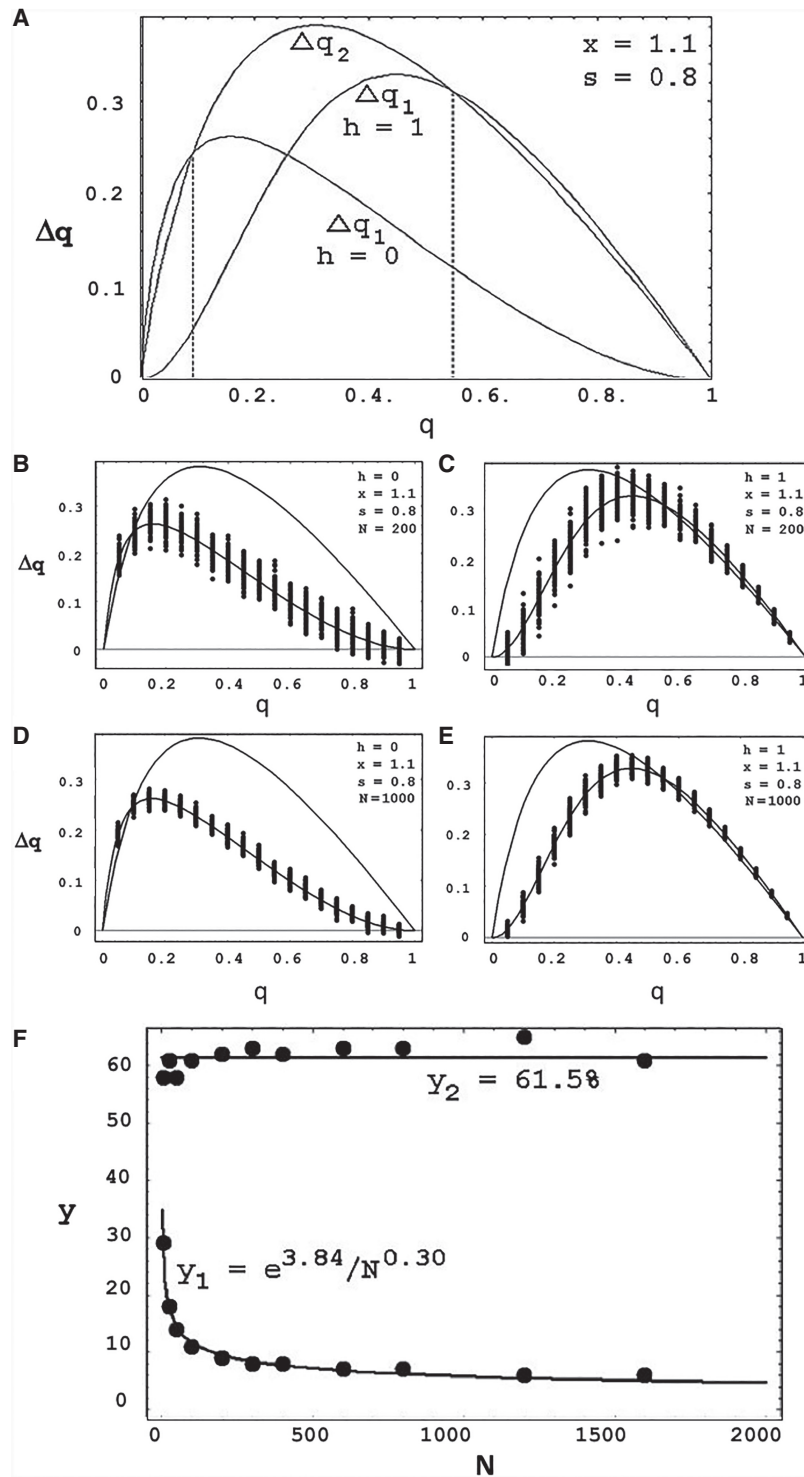 A
Δq₂
x = 1.1
s = 0.8
Δq₁
h = 1
Δq₁
h = 0
Δq
0.3
0.2
0.1
0
0 0.2. 0.4. 0.6. 0.8. 1
q
B
h = 0
x = 1.1
s = 0.8
N = 200
Δq
0.3
0.2
0.1
0
0 0.2 0.4 0.6 0.8 1
q
C
h = 1
x = 1.1
s = 0.8
N = 200
0.3
0.2
0.1
0
0 0.2 0.4 0.6 0.8 1
q
D
h = 0
x = 1.1
s = 0.8
N=1000
Δq
0.3
0.2
0.1
0
0 0.2 0.4 0.6 0.8 1
q
E
h = 1
x = 1.1
s = 0.8
N=1000
0.3
0.2
0.1
0
0 0.2 0.4 0.6 0.8 1
q
F
y₂ = 61.5%
y₁ = e^3.84/N^0.30
y
60
50
40
30
20
10
0
0 500 1000 1500 2000
N